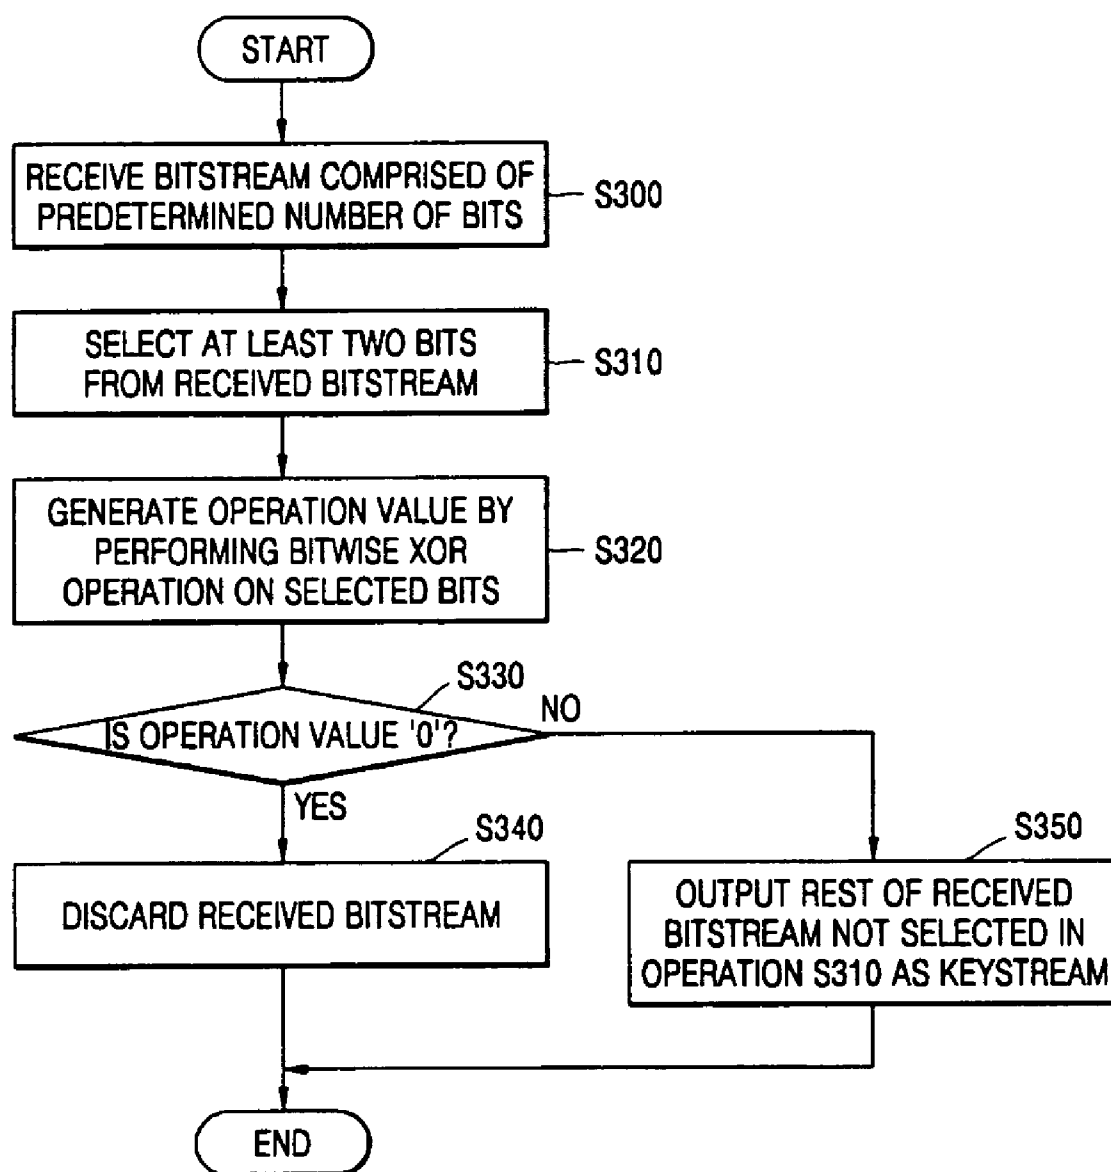 START
RECEIVE BITSTREAM COMPRISED OF
PREDETERMINED NUMBER OF BITS
S300
SELECT AT LEAST TWO BITS
FROM RECEIVED BITSTREAM
S310
GENERATE OPERATION VALUE BY
PERFORMING BITWISE XOR
OPERATION ON SELECTED BITS
S320
S330
IS OPERATION VALUE '0'?
NO
YES
S340
DISCARD RECEIVED BITSTREAM
S350
OUTPUT REST OF RECEIVED
BITSTREAM NOT SELECTED IN
OPERATION S310 AS KEYSTREAM
END